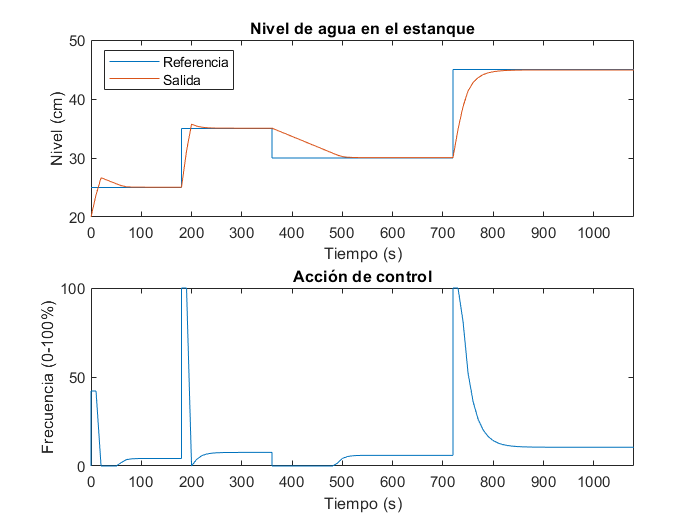 Nivel de agua en el estanque
50
40
30
20
Nivel (cm)
Referencia
Salida
0 100 200 300 400 500 600 700 800 900 1000
Tiempo (s)
Acción de control
100
50
0
Frecuencia (0-100%)
0 100 200 300 400 500 600 700 800 900 1000
Tiempo (s)